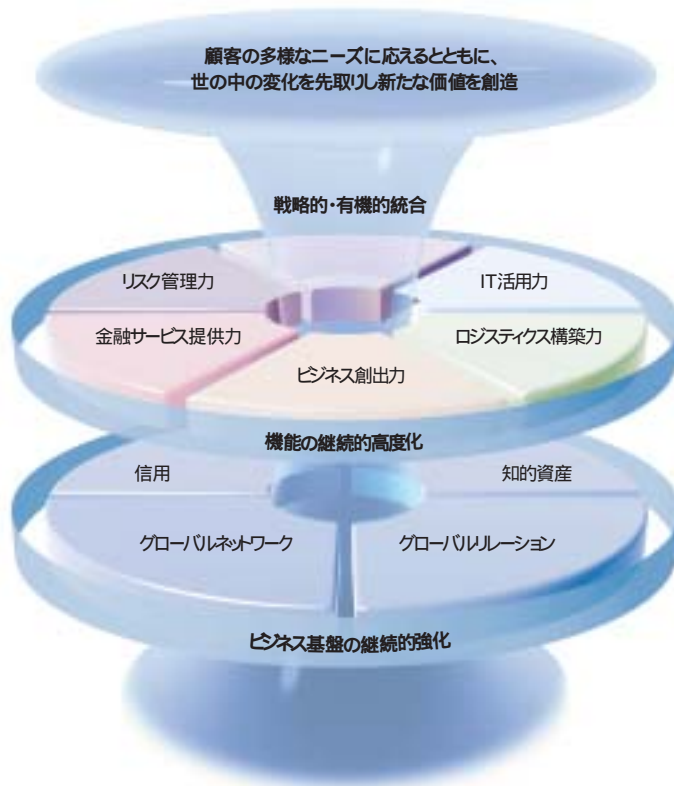 顧客の多様なニーズに応えるとともに、
世の中の変化を先取りし新たな価値を創造
戦略的・有機的統合
リスク管理力
IT活用力
金融サービス提供力
ロジスティクス構築力
ビジネス創出力
機能の継続的高度化
信用
知的資産
グローバルネットワーク
グローバルリレーション
ビジネス基盤の継続的強化